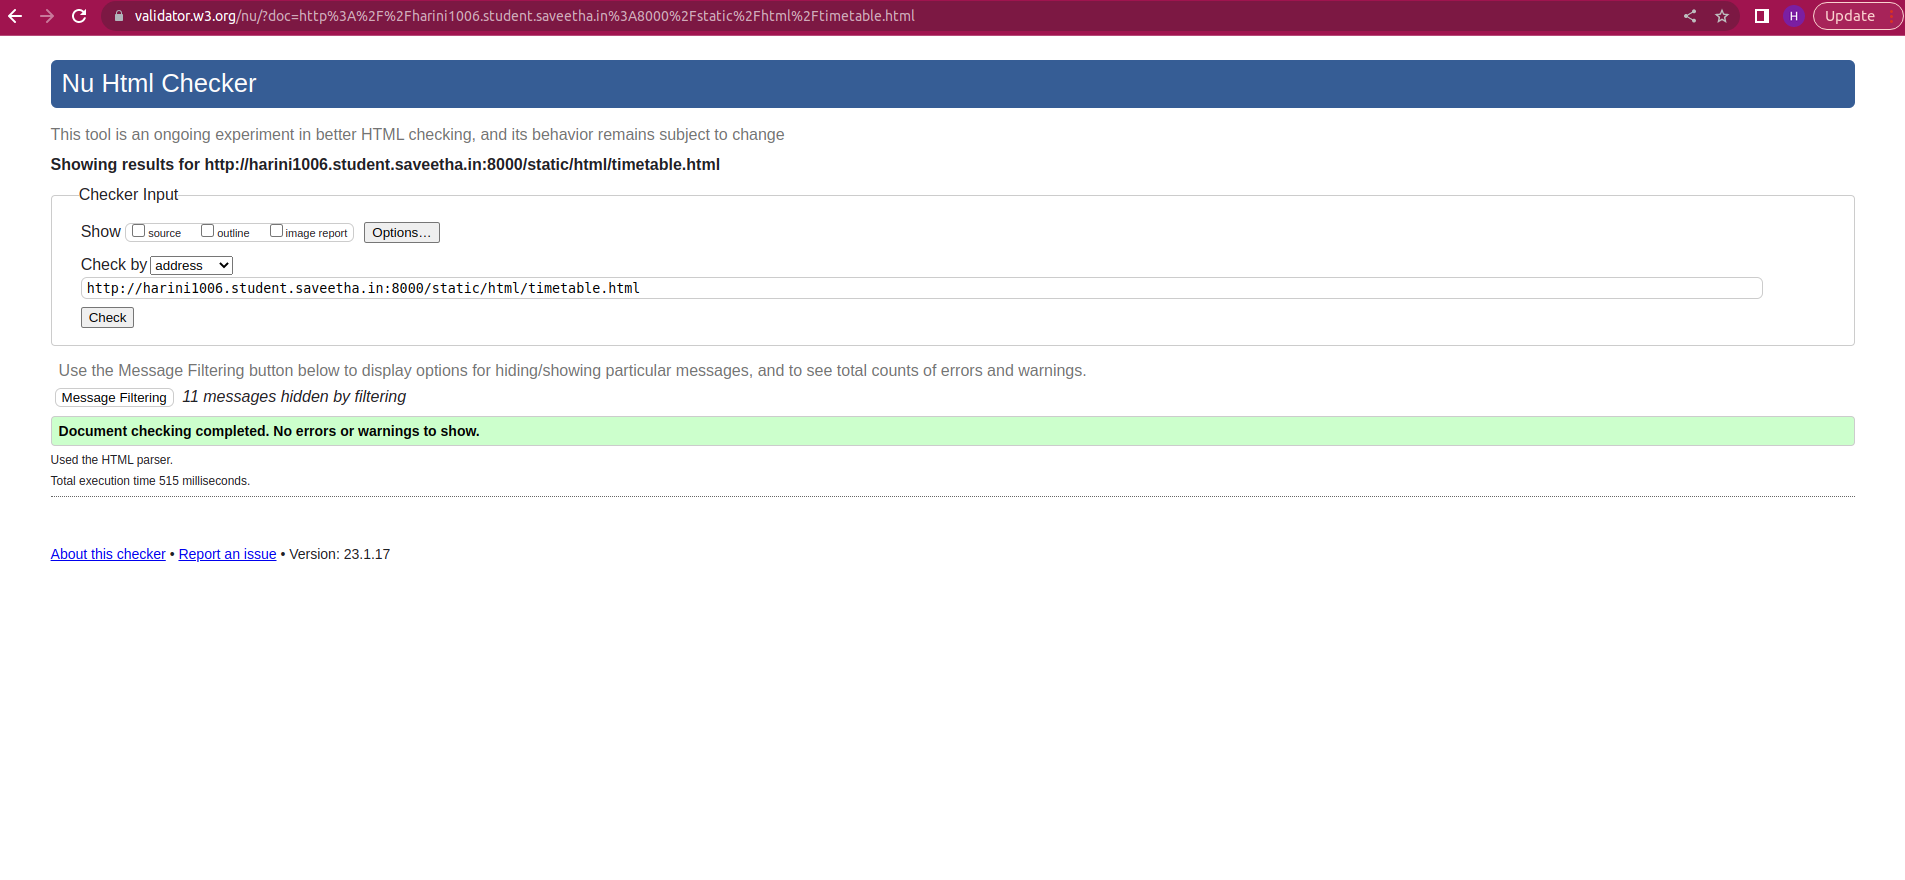 validator.w3.org/nu/?doc=http%3A%2F%2Fharini1006.student.saveetha.in%3A8000%2Fstatic%2Fhtml%2Ftimetable.html
H
Update
Nu Html Checker
This tool is an ongoing experiment in better HTML checking, and its behavior remains subject to change
Showing results for http://harini1006.student.saveetha.in:8000/static/html/timetable.html
Checker Input
Show source outline image report Options...
Check by address
http://harini1006.student.saveetha.in:8000/static/html/timetable.html
Check
Use the Message Filtering button below to display options for hiding/showing particular messages, and to see total counts of errors and warnings.
Message Filtering 11 messages hidden by filtering
Document checking completed. No errors or warnings to show.
Used the HTML parser.
Total execution time 515 milliseconds.
About this checker • Report an issue • Version: 23.1.17